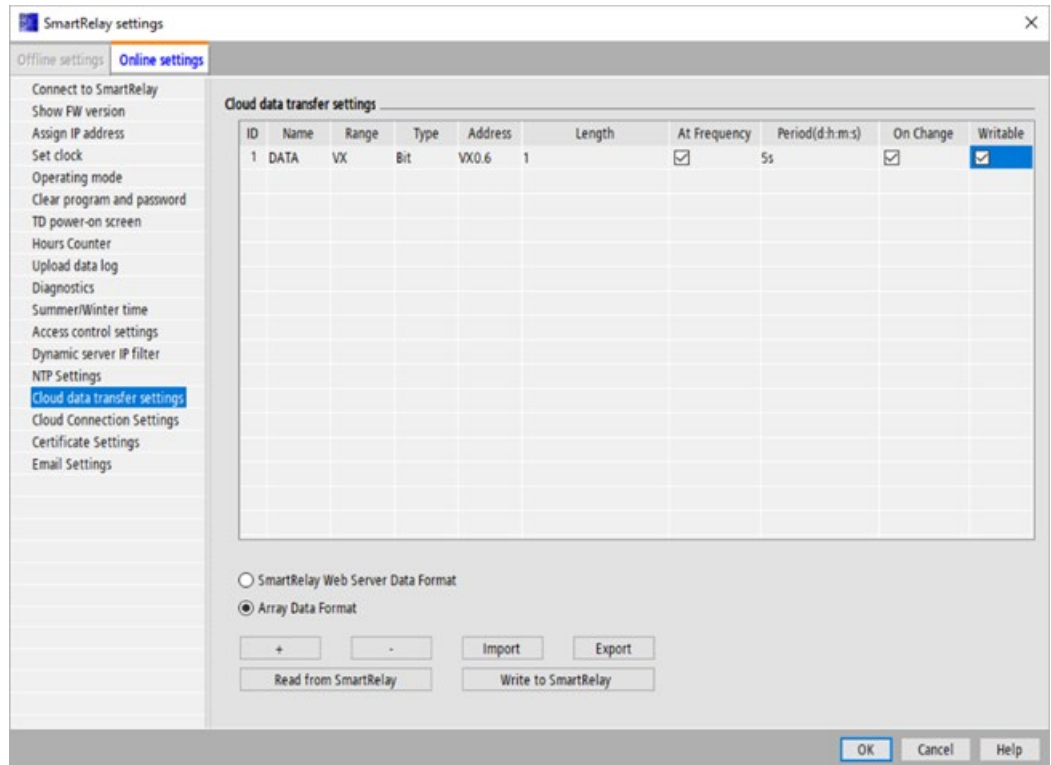 SmartRelay settings
Offline settings
Online settings
Connect to SmartRelay
Show FW version
Assign IP address
Set clock
Operating mode
Clear program and password
TD power-on screen
Hours Counter
Upload data log
Diagnostics
Summer/Winter time
Access control settings
Dynamic server IP filter
NTP Settings
Cloud data transfer settings
Cloud Connection Settings
Certificate Settings
Email Settings
Cloud data transfer settings
ID Name Range Type Address Length At Frequency Period(d:h:m:s) On Change Writable
1 DATA VX Bit VX0.6 1 5s
SmartRelay Web Server Data Format
Array Data Format
+ - Import Export
Read from SmartRelay Write to SmartRelay
OK Cancel Help